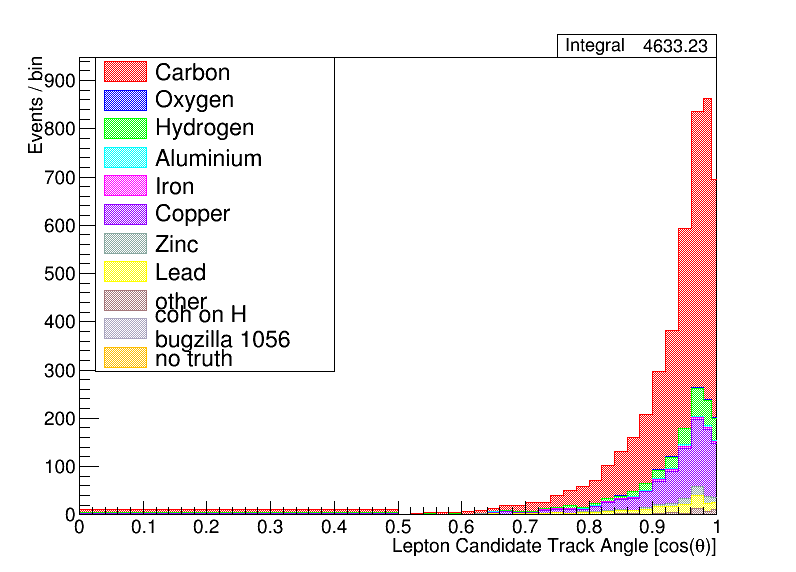 Integral 4633.23
Events / bin
900
800
700
600
500
400
300
200
100
0
Carbon
Oxygen
Hydrogen
Aluminium
Iron
Copper
Zinc
Lead
other
coh on H
bugzilla 1056
no truth
0 0.1 0.2 0.3 0.4 0.5 0.6 0.7 0.8 0.9 1
Lepton Candidate Track Angle [cos(θ)]